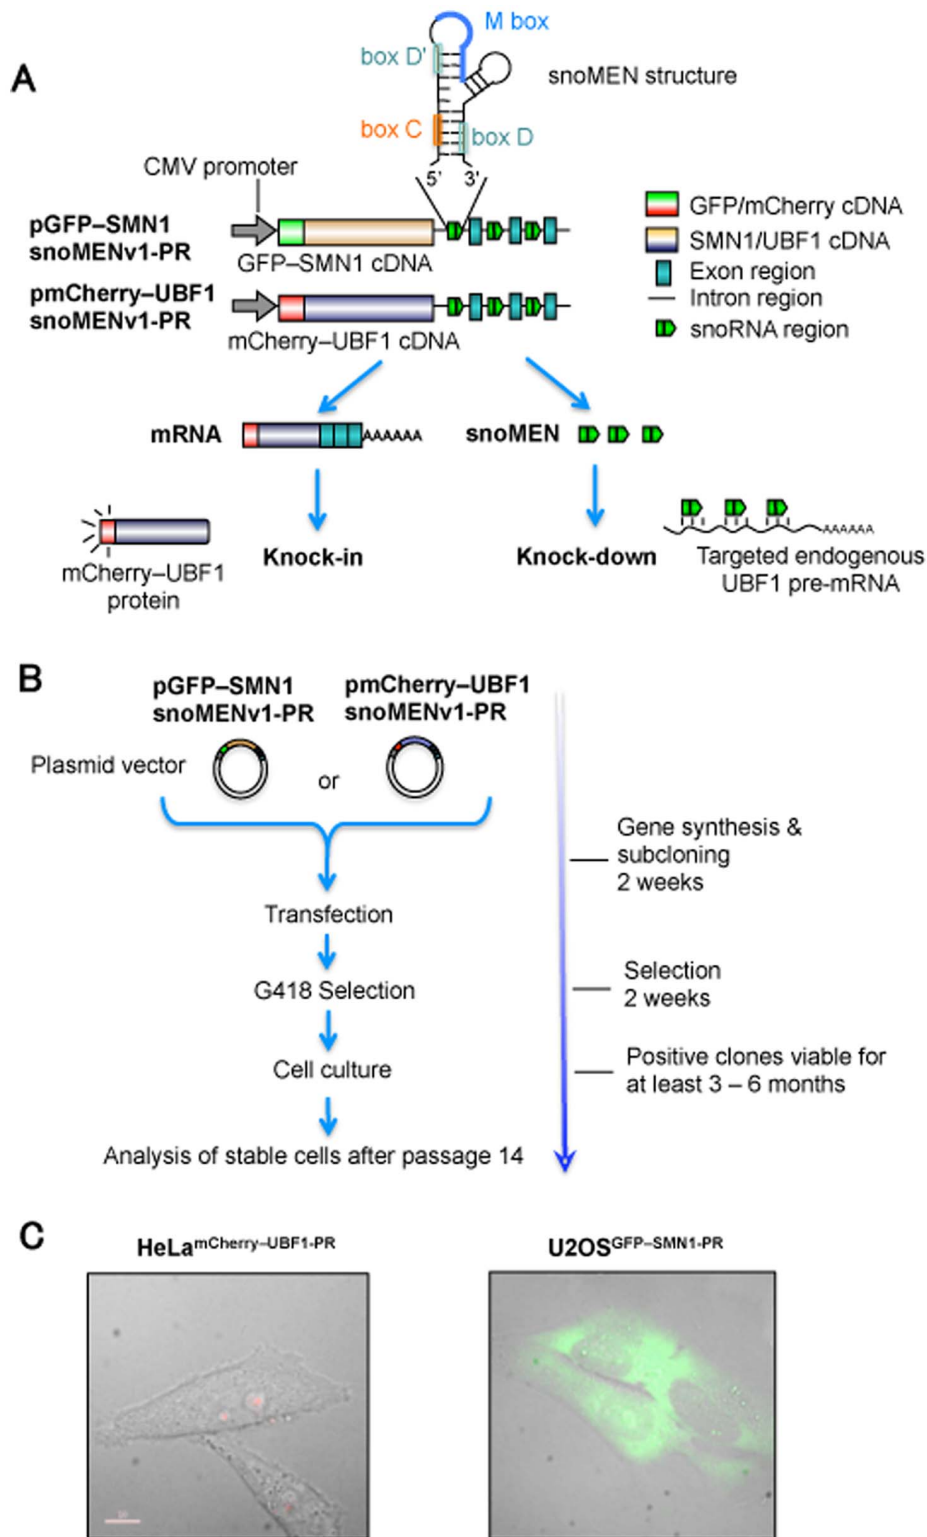 A
M box
box D'
snoMEN structure
box C
box D
5'
3'
CMV promoter
pGFP–SMN1
snoMENv1-PR
GFP–SMN1 cDNA
pmCherry–UBF1
snoMENv1-PR
mCherry–UBF1 cDNA
GFP/mCherry cDNA
SMN1/UBF1 cDNA
Exon region
Intron region
snoRNA region
mRNA
AAAAAA
snoMEN
mCherry–UBF1
protein
Knock-in
Knock-down
AAAAAA
Targeted endogenous
UBF1 pre-mRNA
B
pGFP–SMN1
snoMENv1-PR
pmCherry–UBF1
snoMENv1-PR
Plasmid vector
or
Gene synthesis &
subcloning
2 weeks
Transfection
G418 Selection
Selection
2 weeks
Cell culture
Positive clones viable for
at least 3 – 6 months
Analysis of stable cells after passage 14
C
HeLamCherry–UBF1-PR
U2OSGFP–SMN1-PR